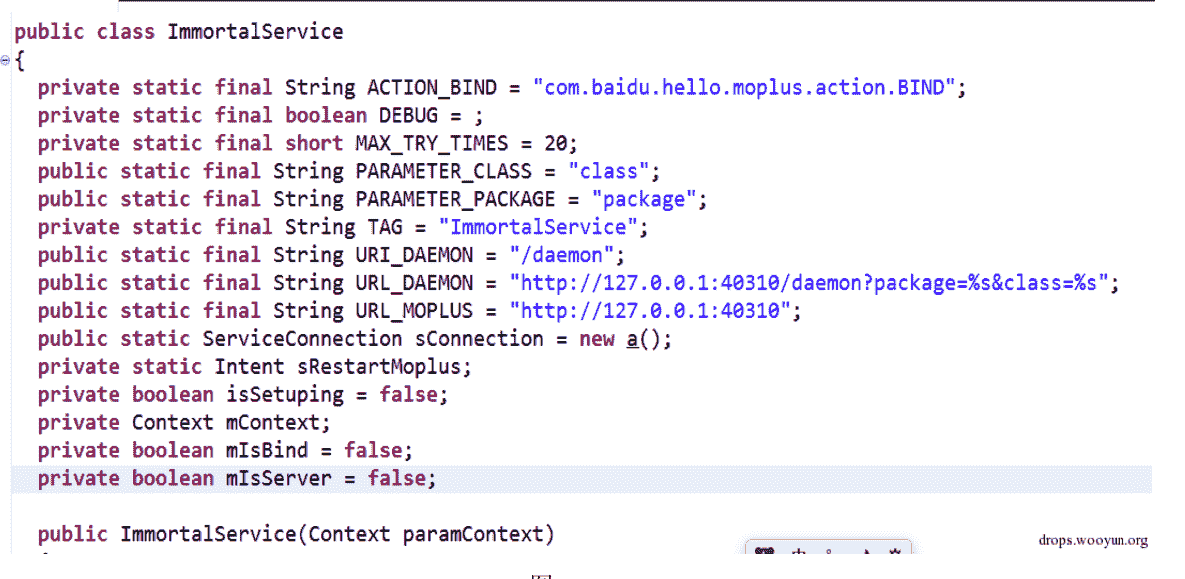 public class ImmortalService
{
private static final String ACTION_BIND = "com.baidu.hello.moplus.action.BIND";
private static final boolean DEBUG = ;
private static final short MAX_TRY_TIMES = 20;
public static final String PARAMETER_CLASS = "class";
public static final String PARAMETER_PACKAGE = "package";
private static final String TAG = "ImmortalService";
public static final String URI_DAEMON = "/daemon";
public static final String URL_DAEMON = "http://127.0.0.1:40310/daemon?package=%s&class=%s";
public static final String URL_MOPLUS = "http://127.0.0.1:40310";
public static ServiceConnection sConnection = new a();
private static Intent sRestartMoplus;
private boolean isSetuping = false;
private Context mContext;
private boolean mIsBind = false;
private boolean mIsServer = false;
public ImmortalService(Context paramContext)
drops.wooyun.org